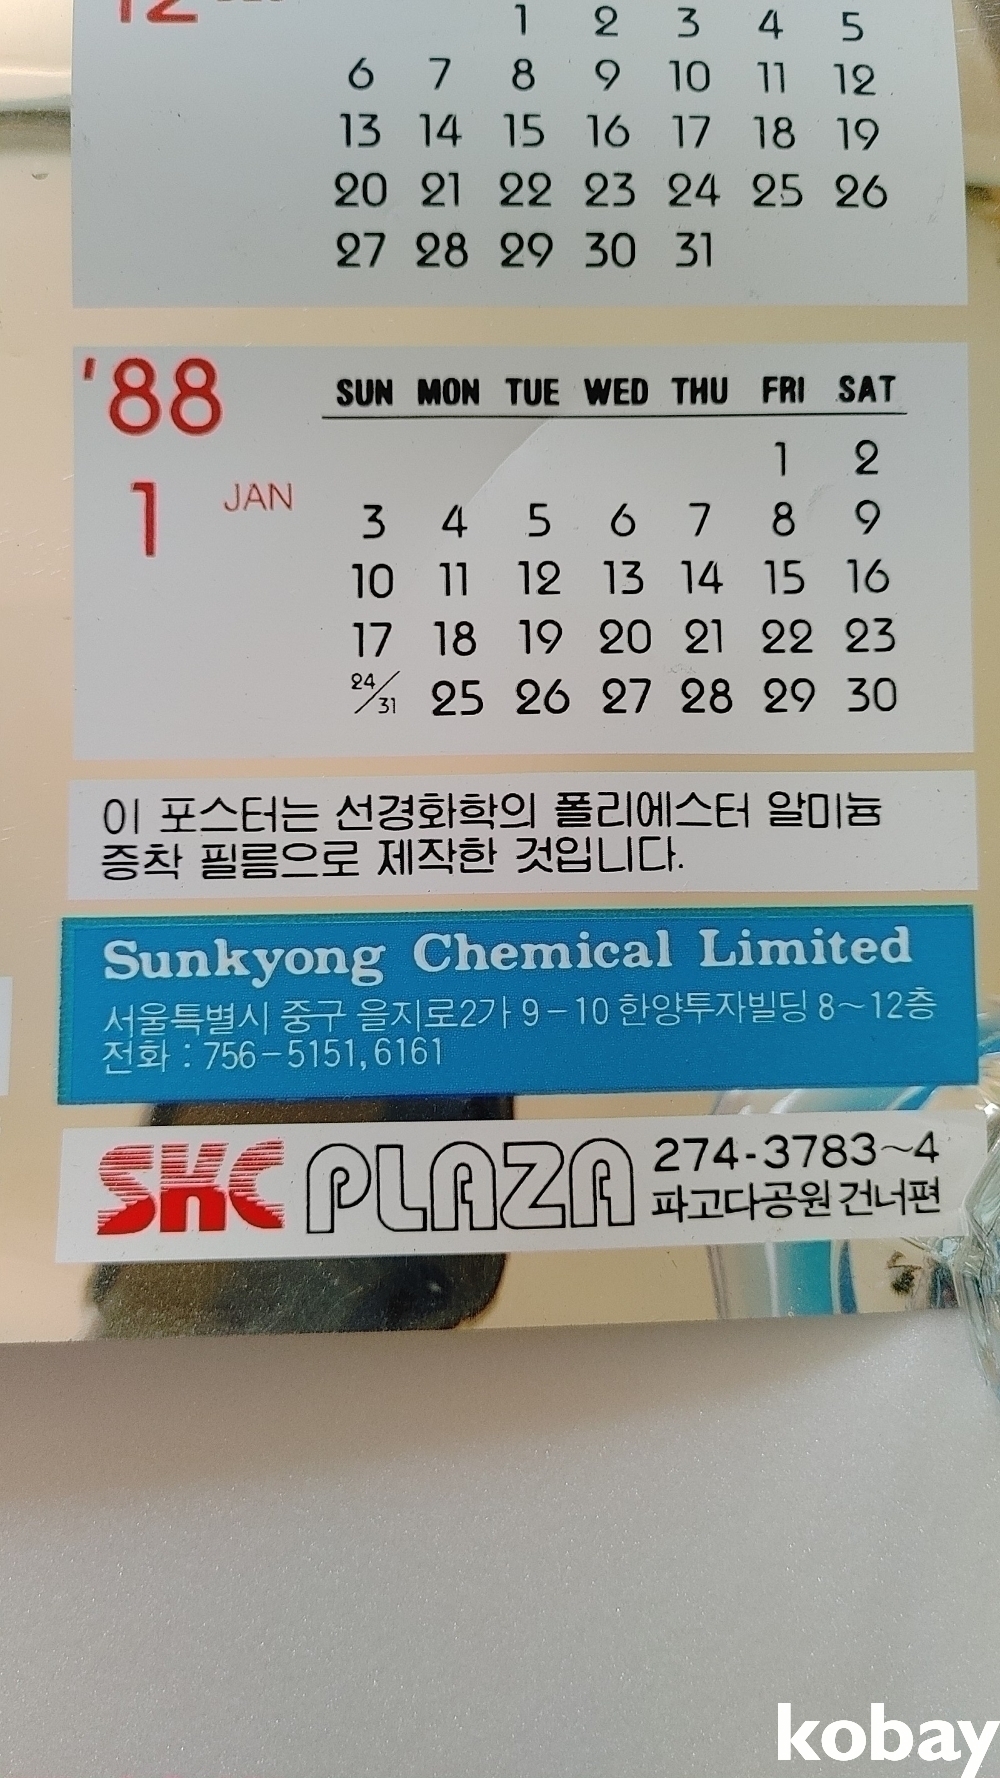 12
1 2 3 4 5
6 7 8 9 10 11 12
13 14 15 16 17 18 19
20 21 22 23 24 25 26
27 28 29 30 31
'88
1 JAN
SUN MON TUE WED THU FRI SAT
1 2
3 4 5 6 7 8 9
10 11 12 13 14 15 16
17 18 19 20 21 22 23
24/31 25 26 27 28 29 30
이 포스터는 선경화학의 폴리에스터 알미늄
증착 필름으로 제작한 것입니다.
Sunkyong Chemical Limited
서울특별시 중구 을지로2가 9-10 한양투자빌딩 8~12층
전화 : 756-5151, 6161
SKC PLAZA 274-3783~4
파고다공원 건너편
kobay